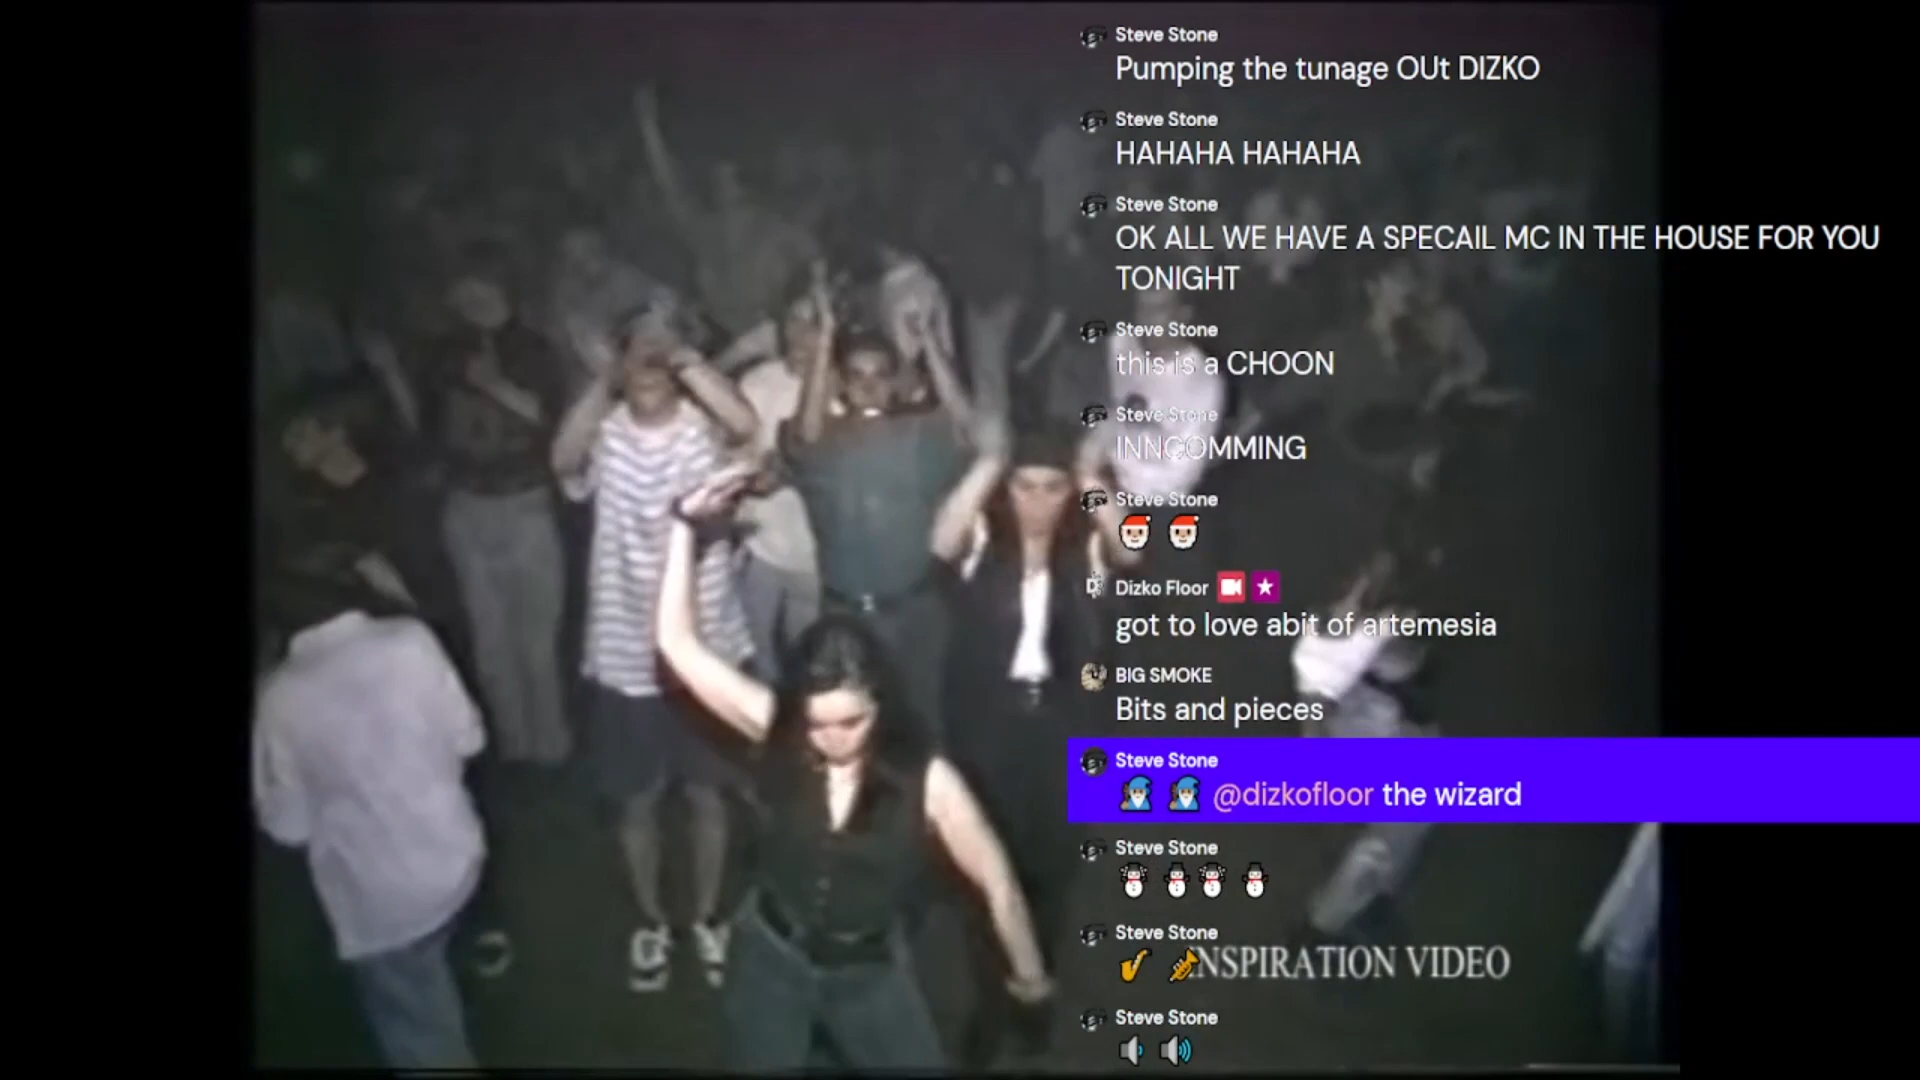 Steve Stone
Pumping the tunage OUt DIZKO
Steve Stone
HAHAHA HAHAHA
Steve Stone
OK ALL WE HAVE A SPECAIL MC IN THE HOUSE FOR YOU
TONIGHT
Steve Stone
this is a CHOON
Steve Stone
INNCOMMING
Steve Stone
🎅 🎅
Dizko Floor
got to love abit of artemesia
BIG SMOKE
Bits and pieces
Steve Stone
🧙‍♂️ 🧙‍♂️ @dizkofloor the wizard
Steve Stone
☃️ ⛄ ☃️ ⛄
Steve Stone
🎷 🎺
INSPIRATION VIDEO
Steve Stone
🔈 🔊